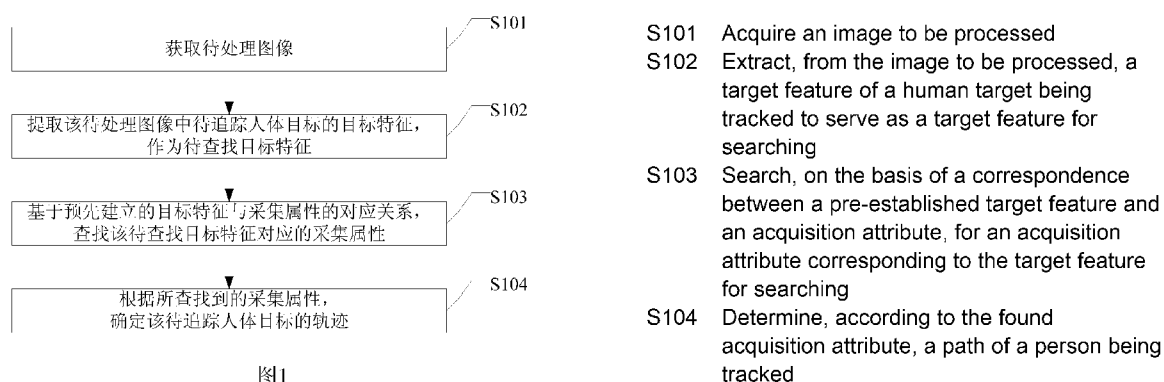 S101
获取待处理图像
S102
提取该待处理图像中待追踪人体目标的目标特征，
作为待查找目标特征
S103
基于预先建立的目标特征与采集属性的对应关系，
查找该待查找目标特征对应的采集属性
S104
根据所查找到的采集属性，
确定该待追踪人体目标的轨迹
图1
S101 Acquire an image to be processed
S102 Extract, from the image to be processed, a
target feature of a human target being
tracked to serve as a target feature for
searching
S103 Search, on the basis of a correspondence
between a pre-established target feature and
an acquisition attribute, for an acquisition
attribute corresponding to the target feature
for searching
S104 Determine, according to the found
acquisition attribute, a path of a person being
tracked